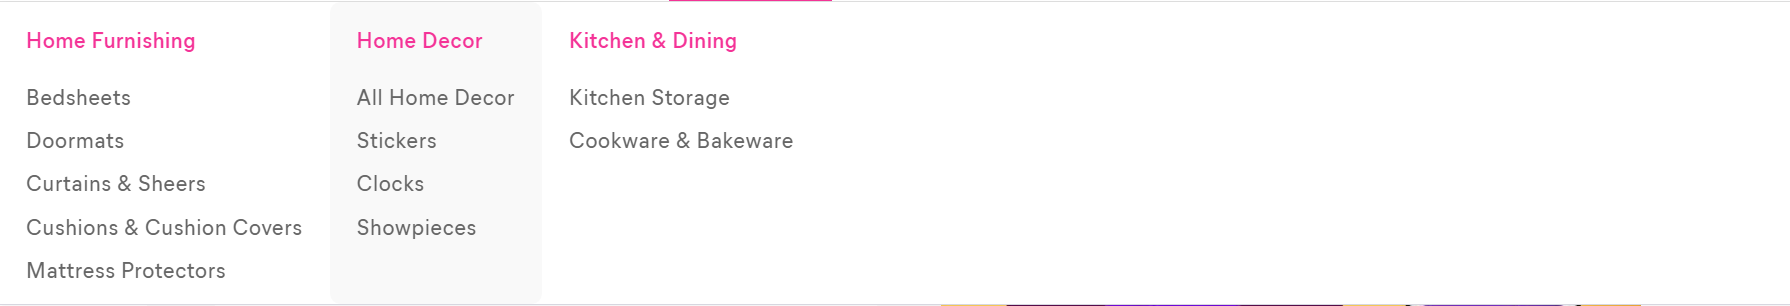 Home Furnishing
Bedsheets
Doormats
Curtains & Sheers
Cushions & Cushion Covers
Mattress Protectors
Home Decor
All Home Decor
Stickers
Clocks
Showpieces
Kitchen & Dining
Kitchen Storage
Cookware & Bakeware